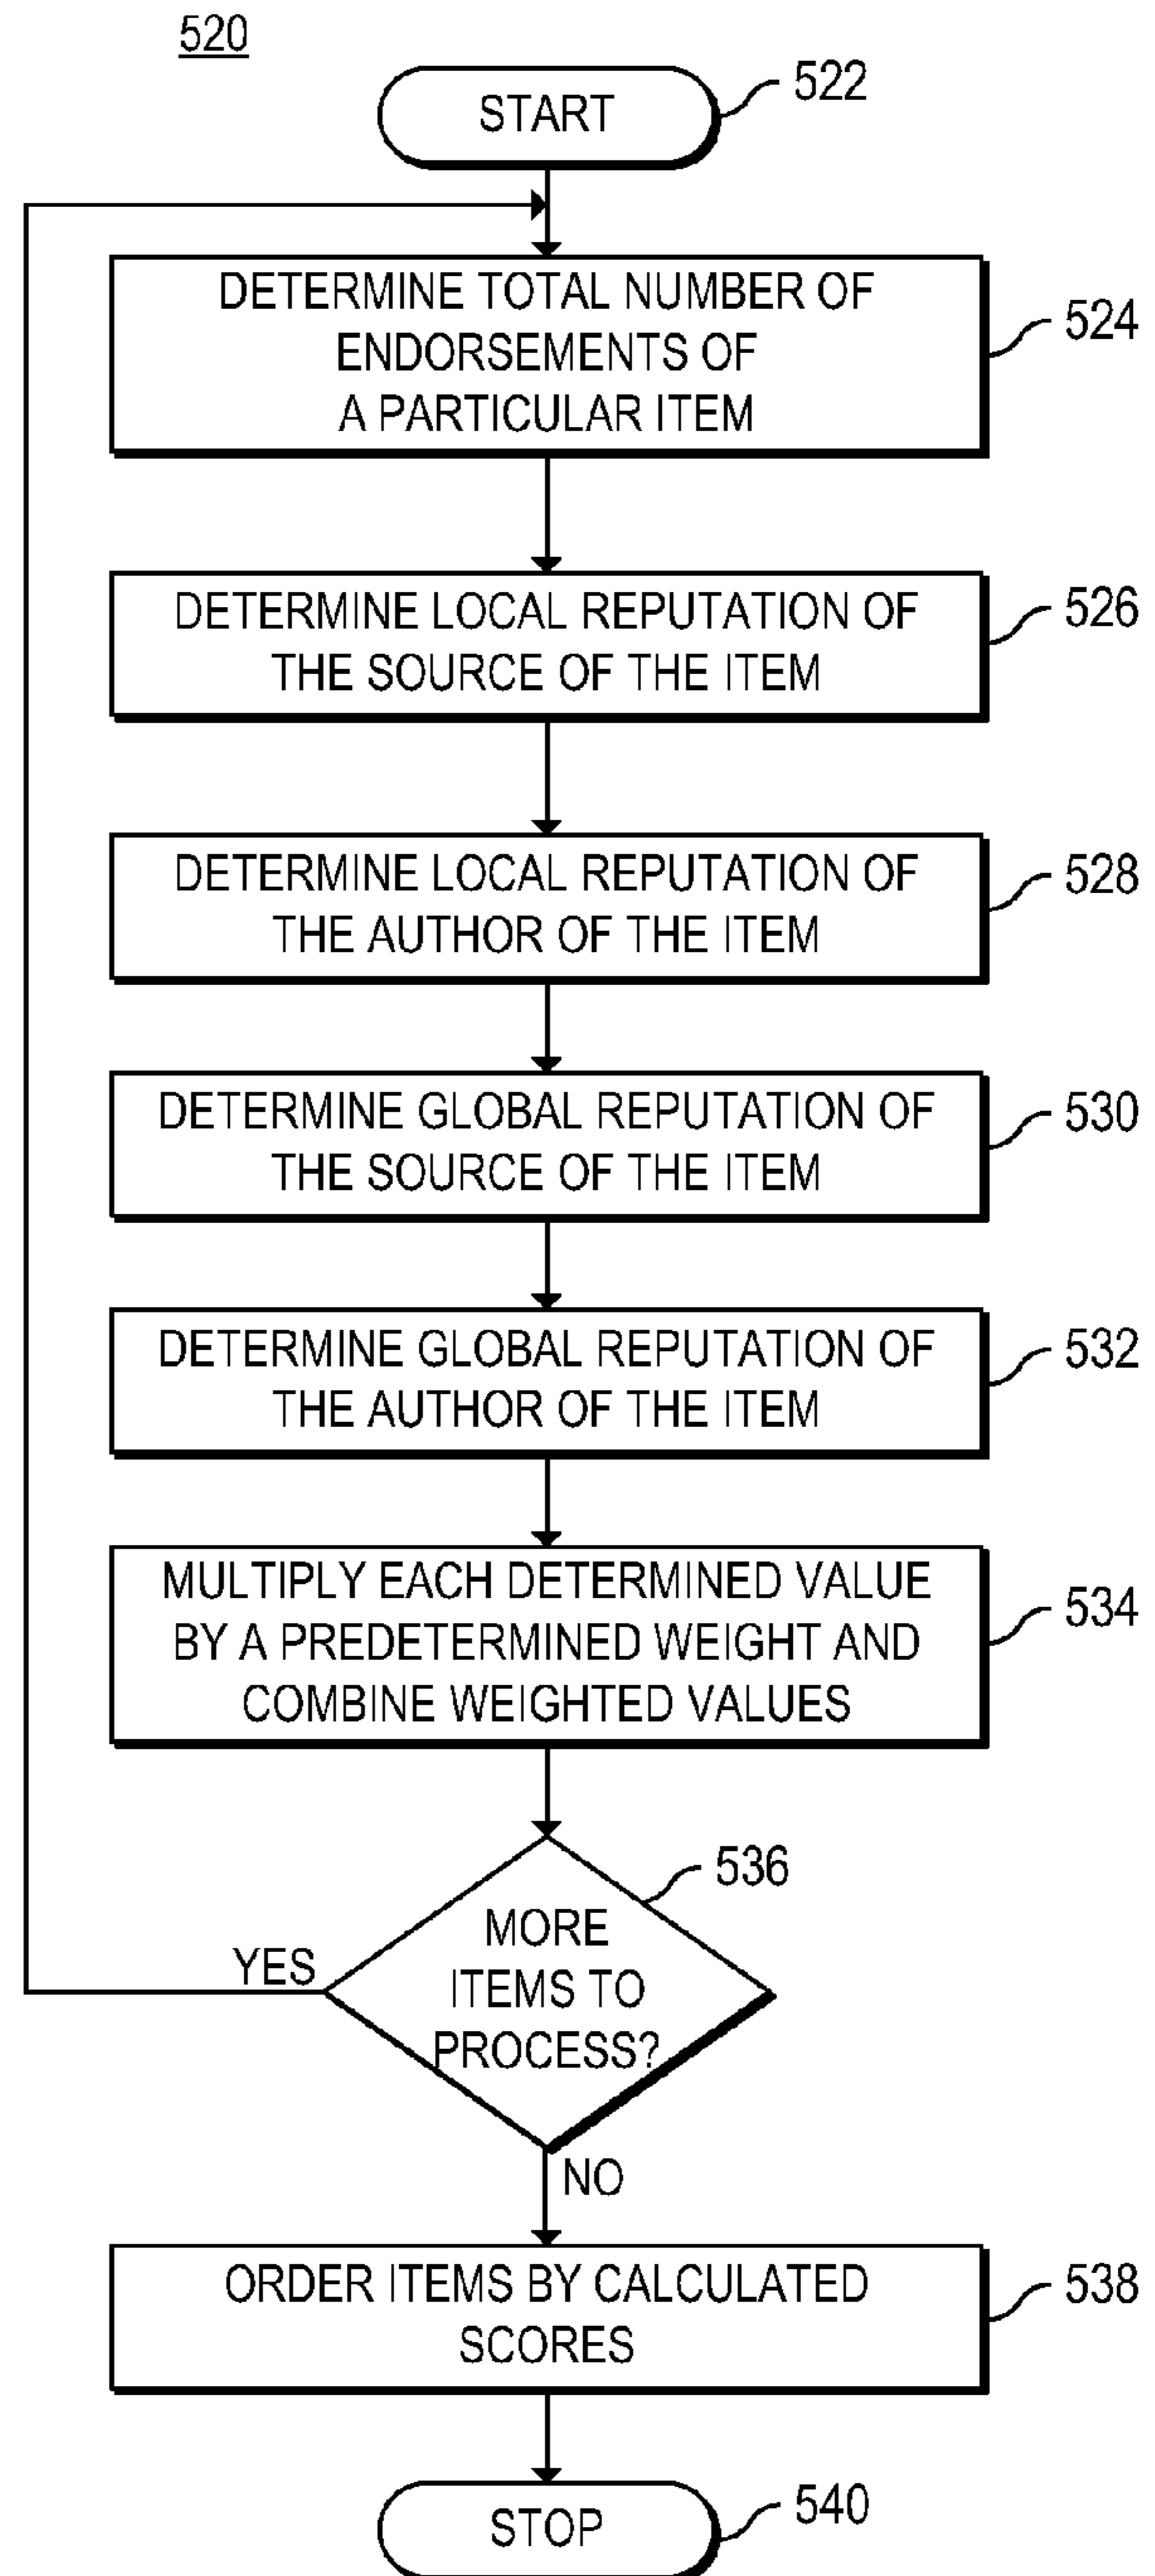 520
START
522
DETERMINE TOTAL NUMBER OF
ENDORSEMENTS OF
A PARTICULAR ITEM
524
DETERMINE LOCAL REPUTATION OF
THE SOURCE OF THE ITEM
526
DETERMINE LOCAL REPUTATION OF
THE AUTHOR OF THE ITEM
528
DETERMINE GLOBAL REPUTATION OF
THE SOURCE OF THE ITEM
530
DETERMINE GLOBAL REPUTATION OF
THE AUTHOR OF THE ITEM
532
MULTIPLY EACH DETERMINED VALUE
BY A PREDETERMINED WEIGHT AND
COMBINE WEIGHTED VALUES
534
536
MORE
ITEMS TO
PROCESS?
YES
NO
ORDER ITEMS BY CALCULATED
SCORES
538
STOP
540